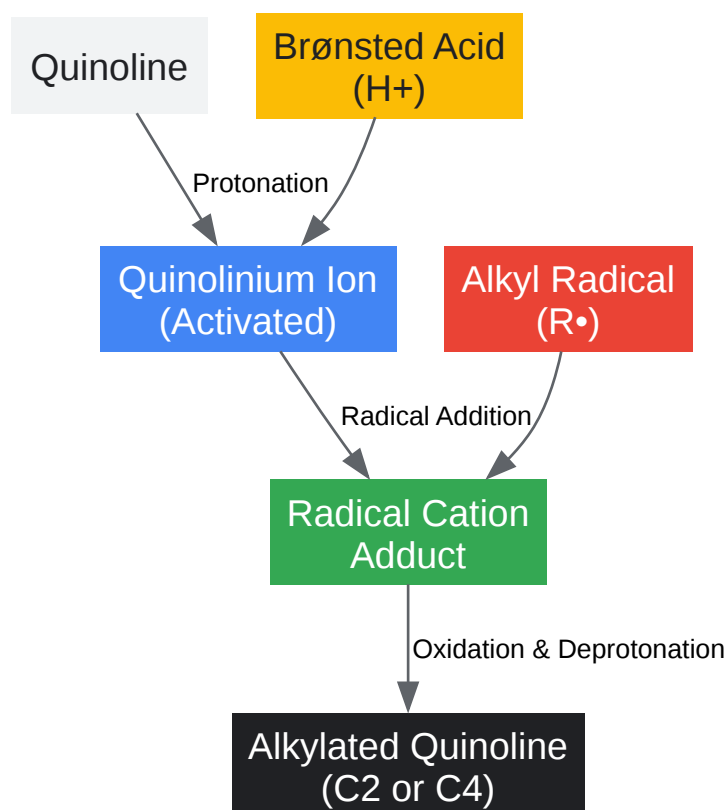 Quinoline
Brønsted Acid
(H+)
Protonation
Quinolinium Ion
(Activated)
Alkyl Radical
(R•)
Radical Addition
Radical Cation
Adduct
Oxidation & Deprotonation
Alkylated Quinoline
(C2 or C4)